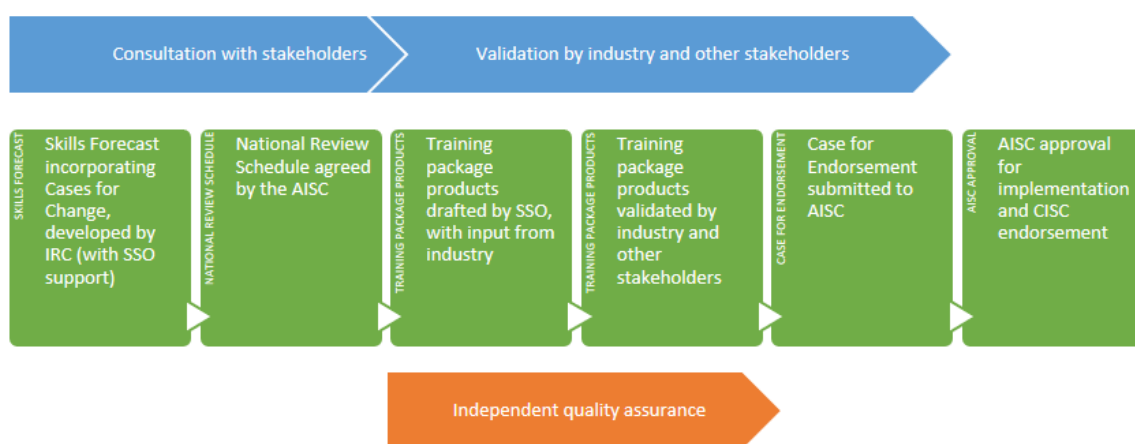 Consultation with stakeholders
Validation by industry and other stakeholders
SKILLS FORECAST
Skills Forecast
incorporating
Cases for
Change,
developed by
IRC (with SSO
support)
NATIONAL REVIEW SCHEDULE
National Review
Schedule agreed
by the AISC
TRAINING PACKAGE PRODUCTS
Training
package
products
drafted by SSO,
with input from
industry
TRAINING PACKAGE PRODUCTS
Training
package
products
validated by
industry and
other
stakeholders
CASE FOR ENDORSEMENT
Case for
Endorsement
submitted to
AISC
AISC APPROVAL
AISC approval
for
implementation
and CISC
endorsement
Independent quality assurance